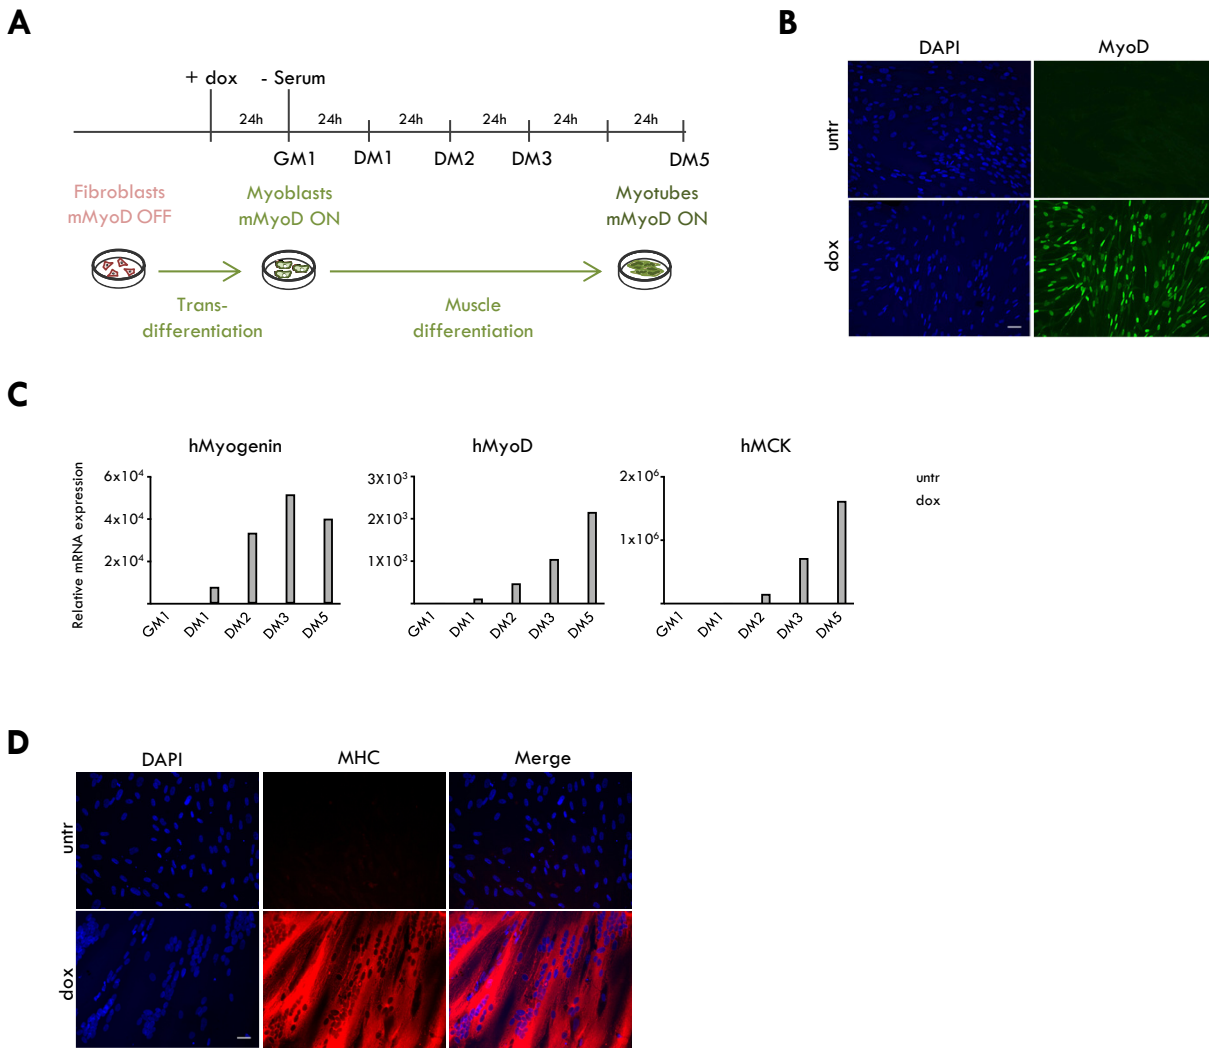 A
+ dox
- Serum
24h 24h 24h 24h 24h 24h
GM1 DM1 DM2 DM3 DM5
Fibroblasts
mMyoD OFF
Myoblasts
mMyoD ON
Myotubes
mMyoD ON
Trans-
differentiation
Muscle
differentiation
B
DAPI MyoD
untr
dox
C
Relative mRNA expression
hMyogenin
6x10⁴
4x10⁴
2x10⁴
GM1 DM1 DM2 DM3 DM5
hMyoD
3X10³
2X10³
1X10³
GM1 DM1 DM2 DM3 DM5
hMCK
2x10⁶
1x10⁶
GM1 DM1 DM2 DM3 DM5
untr
dox
D
DAPI MHC Merge
untr
dox